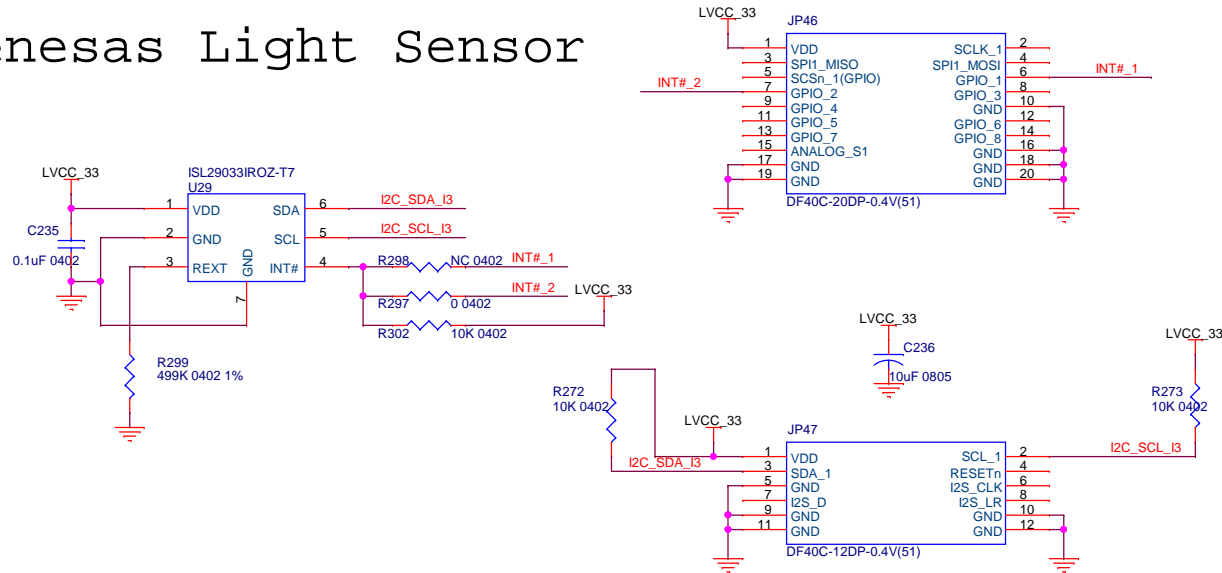 enesas Light Sensor
LVCC_33
JP46
1 VDD SCLK_1 2
3 SPI1_MISO SPI1_MOSI 4
5 SCSn_1(GPIO) GPIO_1 6 INT#_1
INT#_2 7 GPIO_2 GPIO_3 8
9 GPIO_4 GND 10
11 GPIO_5 GPIO_6 12
13 GPIO_7 GPIO_8 14
15 ANALOG_S1 GND 16
17 GND GND 18
19 GND GND 20
DF40C-20DP-0.4V(51)
LVCC_33
ISL29033IROZ-T7
U29
1 VDD SDA 6 I2C_SDA_I3
2 GND SCL 5 I2C_SCL_I3
3 REXT GND INT# 4
7
C235
0.1uF 0402
R298 NC 0402 INT#_1
R297 0 0402 INT#_2 LVCC_33
R302 10K 0402
R299
499K 0402 1%
LVCC_33
C236
10uF 0805
LVCC_33
R272
10K 0402
R273
10K 0402
LVCC_33
JP47
1 VDD SCL_1 2 I2C_SCL_I3
I2C_SDA_I3 3 SDA_1 RESETn 4
5 GND I2S_CLK 6
7 I2S_D I2S_LR 8
9 GND GND 10
11 GND GND 12
DF40C-12DP-0.4V(51)